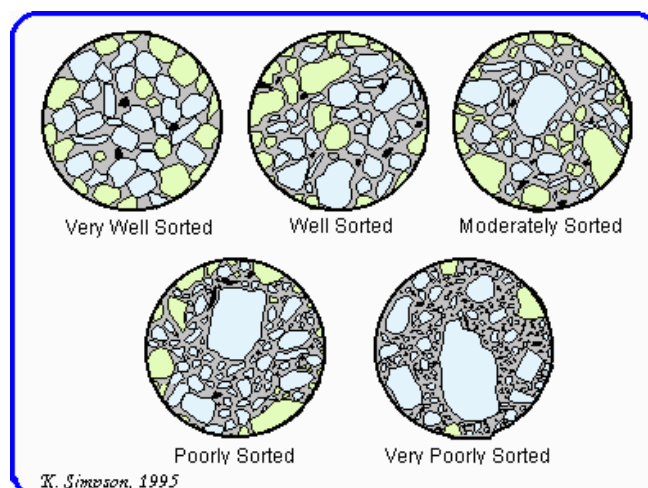 Very Well Sorted
Well Sorted
Moderately Sorted
Poorly Sorted
Very Poorly Sorted
K. Simpson, 1995